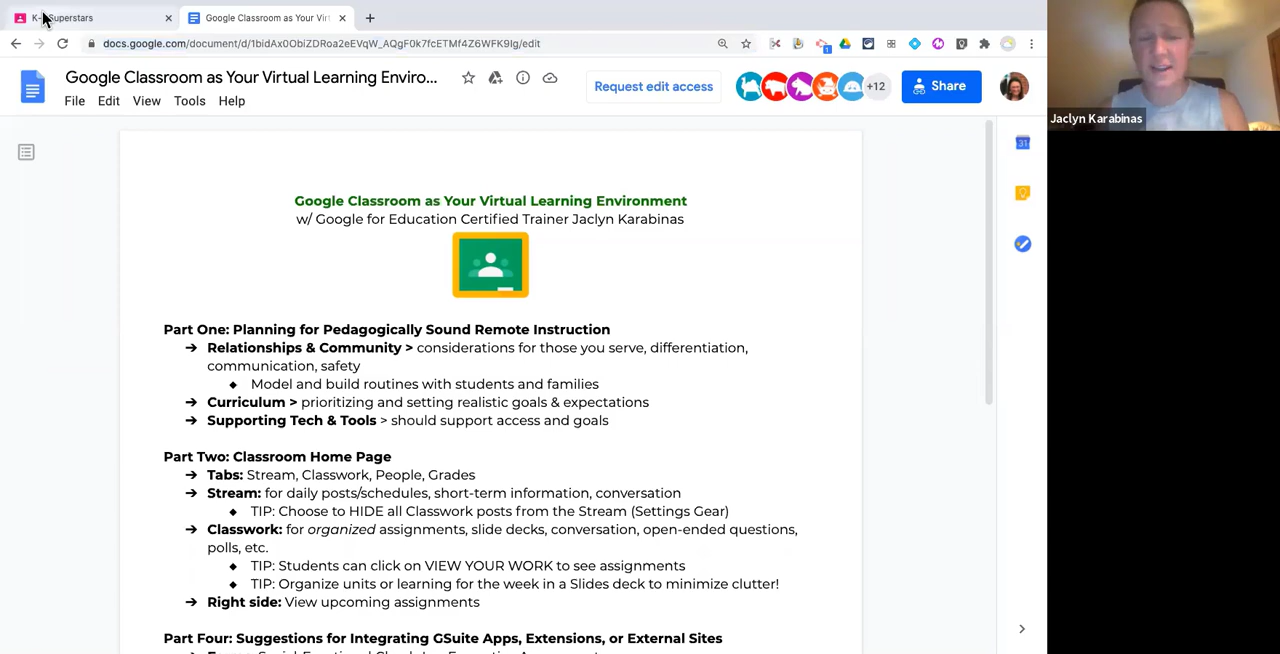 Superstars
Google Classroom as Your Virt
docs.google.com/document/d/1bidAx0ObiZDRoa2eEVqW_AQgF0k7fcETMf4Z6WFK9Ig/edit
Google Classroom as Your Virtual Learning Enviro...
File Edit View Tools Help
Request edit access
+12
Share
Jaclyn Karabinas
31
Google Classroom as Your Virtual Learning Environment
w/ Google for Education Certified Trainer Jaclyn Karabinas
Part One: Planning for Pedagogically Sound Remote Instruction
➔ Relationships & Community > considerations for those you serve, differentiation,
communication, safety
◆ Model and build routines with students and families
➔ Curriculum > prioritizing and setting realistic goals & expectations
➔ Supporting Tech & Tools > should support access and goals
Part Two: Classroom Home Page
➔ Tabs: Stream, Classwork, People, Grades
➔ Stream: for daily posts/schedules, short-term information, conversation
◆ TIP: Choose to HIDE all Classwork posts from the Stream (Settings Gear)
➔ Classwork: for organized assignments, slide decks, conversation, open-ended questions,
polls, etc.
◆ TIP: Students can click on VIEW YOUR WORK to see assignments
◆ TIP: Organize units or learning for the week in a Slides deck to minimize clutter!
➔ Right side: View upcoming assignments
Part Four: Suggestions for Integrating GSuite Apps, Extensions, or External Sites